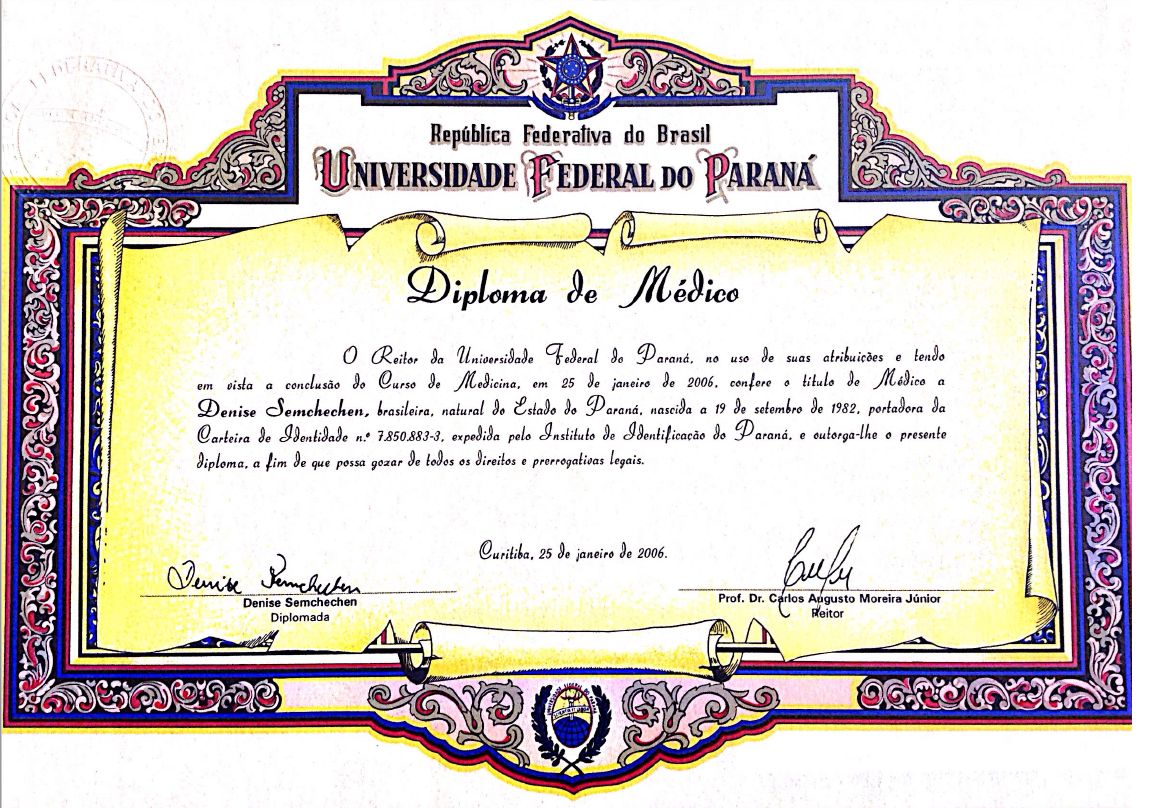 República Federativa do Brasil
UNIVERSIDADE FEDERAL DO PARANÁ
Diploma de Médico
O Reitor da Universidade Federal do Paraná, no uso de suas atribuições e tendo
em vista a conclusão do Curso de Medicina, em 25 de janeiro de 2006, confere o título de Médico a
Denise Semchechen, brasileira, natural do Estado do Paraná, nascida a 19 de setembro de 1982, portadora da
Carteira de Identidade n.º 7.850.883-3, expedida pelo Instituto de Identificação do Paraná, e outorga-lhe o presente
diploma, a fim de que possa gozar de todos os direitos e prerrogativas legais.
Curitiba, 25 de janeiro de 2006.
Denise Semchechen
Denise Semchechen
Diplomada
Prof. Dr. Carlos Augusto Moreira Júnior
Reitor